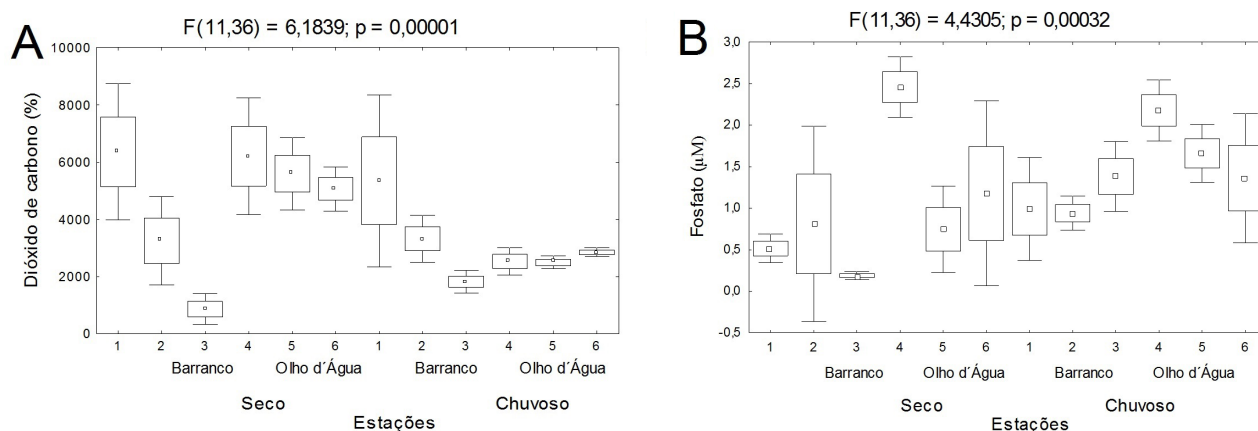 A
F(11,36) = 6,1839; p = 0,00001
Dióxido de carbono (%)
10000
8000
6000
4000
2000
0
1 2 3 4 5 6 1 2 3 4 5 6
Barranco Olho d´Água Barranco Olho d´Água
Seco Chuvoso
Estações
B
F(11,36) = 4,4305; p = 0,00032
Fosfato (µM)
3,0
2,5
2,0
1,5
1,0
0,5
0,0
-0,5
1 2 3 4 5 6 1 2 3 4 5 6
Barranco Olho d´Água Barranco Olho d´Água
Seco Chuvoso
Estações